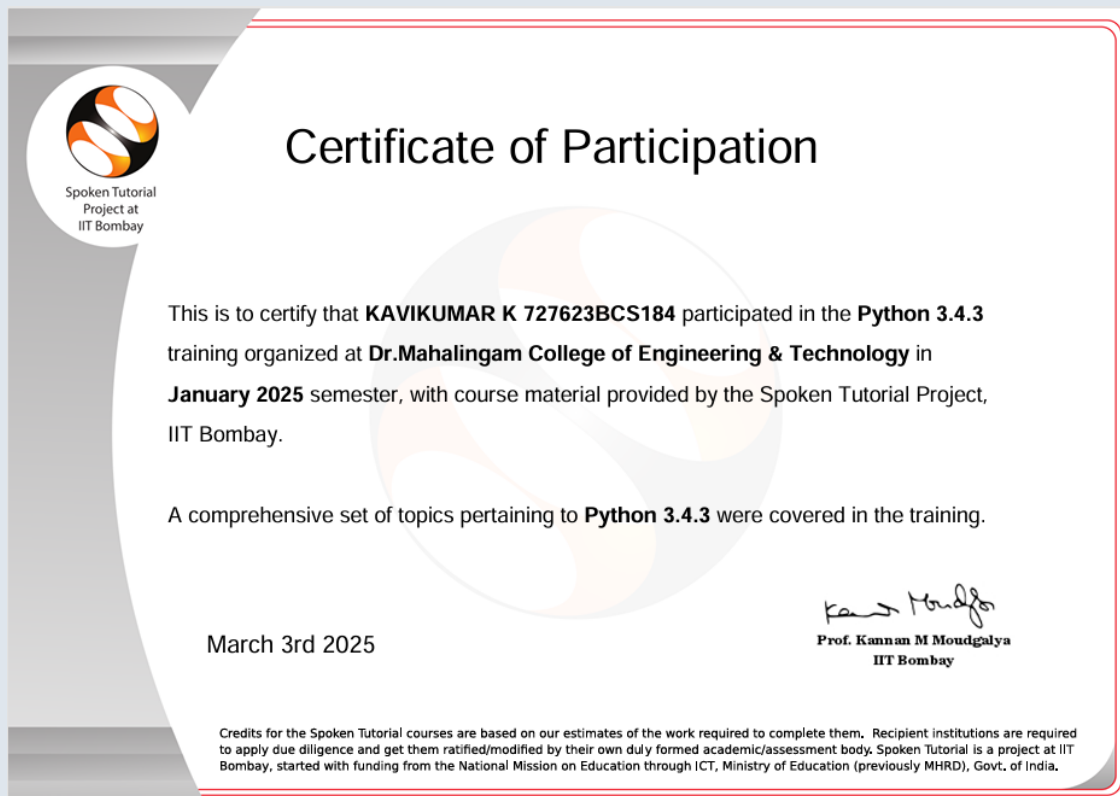 Spoken Tutorial
Project at
IIT Bombay
Certificate of Participation
This is to certify that KAVIKUMAR K 727623BCS184 participated in the Python 3.4.3
training organized at Dr.Mahalingam College of Engineering & Technology in
January 2025 semester, with course material provided by the Spoken Tutorial Project,
IIT Bombay.
A comprehensive set of topics pertaining to Python 3.4.3 were covered in the training.
March 3rd 2025
Kannan Moudgalya
Prof. Kannan M Moudgalya
IIT Bombay
Credits for the Spoken Tutorial courses are based on our estimates of the work required to complete them. Recipient institutions are required
to apply due diligence and get them ratified/modified by their own duly formed academic/assessment body. Spoken Tutorial is a project at IIT
Bombay, started with funding from the National Mission on Education through ICT, Ministry of Education (previously MHRD), Govt. of India.